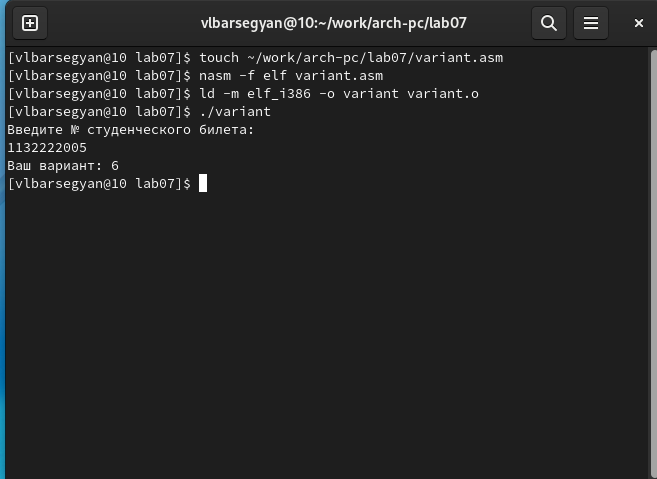 vlbarsegyan@10:~/work/arch-pc/lab07
[vlbarsegyan@10 lab07]$ touch ~/work/arch-pc/lab07/variant.asm
[vlbarsegyan@10 lab07]$ nasm -f elf variant.asm
[vlbarsegyan@10 lab07]$ ld -m elf_i386 -o variant variant.o
[vlbarsegyan@10 lab07]$ ./variant
Введите № студенческого билета:
1132222005
Ваш вариант: 6
[vlbarsegyan@10 lab07]$